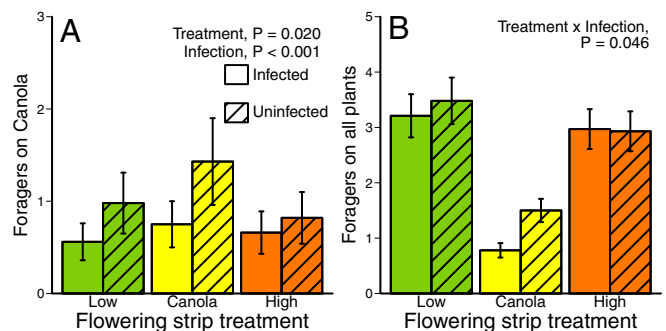 A
Treatment, P = 0.020
Infection, P < 0.001
Infected
Uninfected
Foragers on Canola
3
2
1
0
Low
Canola
High
Flowering strip treatment
B
Treatment x Infection,
P = 0.046
Foragers on all plants
5
4
3
2
1
0
Low
Canola
High
Flowering strip treatment